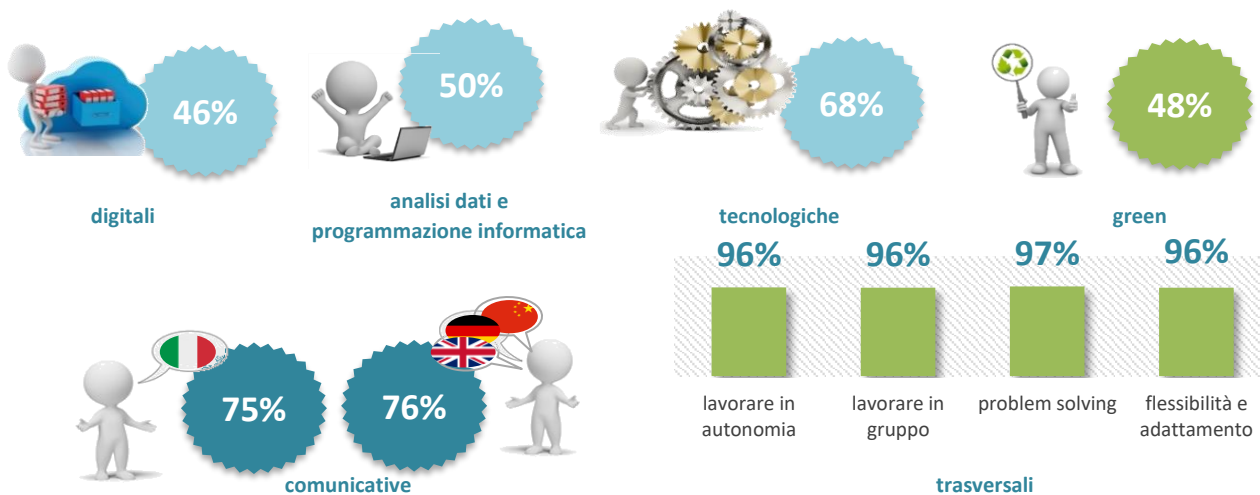 46%
50%
68%
48%
digitali
analisi dati e
programmazione informatica
tecnologiche
green
96%
96%
97%
96%
lavorare in
autonomia
lavorare in
gruppo
problem solving
flessibilità e
adattamento
trasversali
75%
76%
comunicative